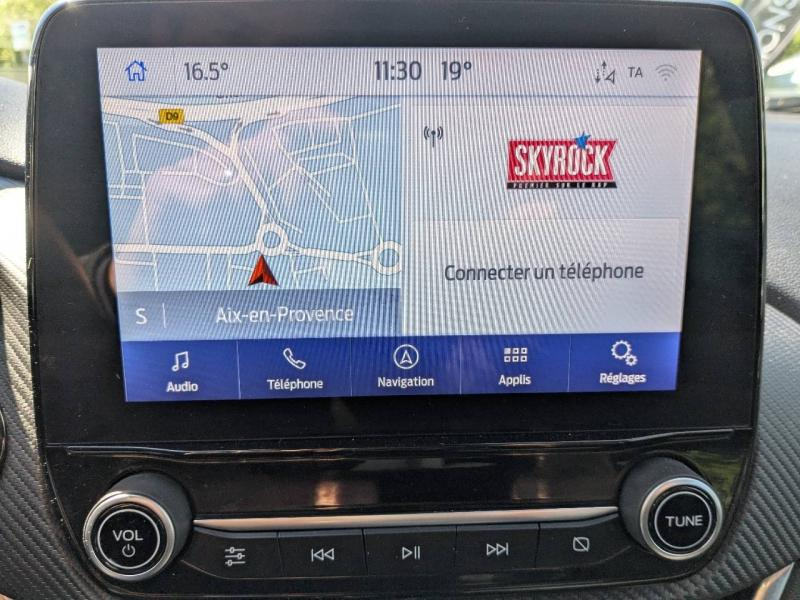 16.5° 11:30 19° TA
D9
SKYROCK
PREMIER SUR LE RAP
Connecter un téléphone
S Aix-en-Provence
Audio Téléphone Navigation Applis Réglages
VOL TUNE